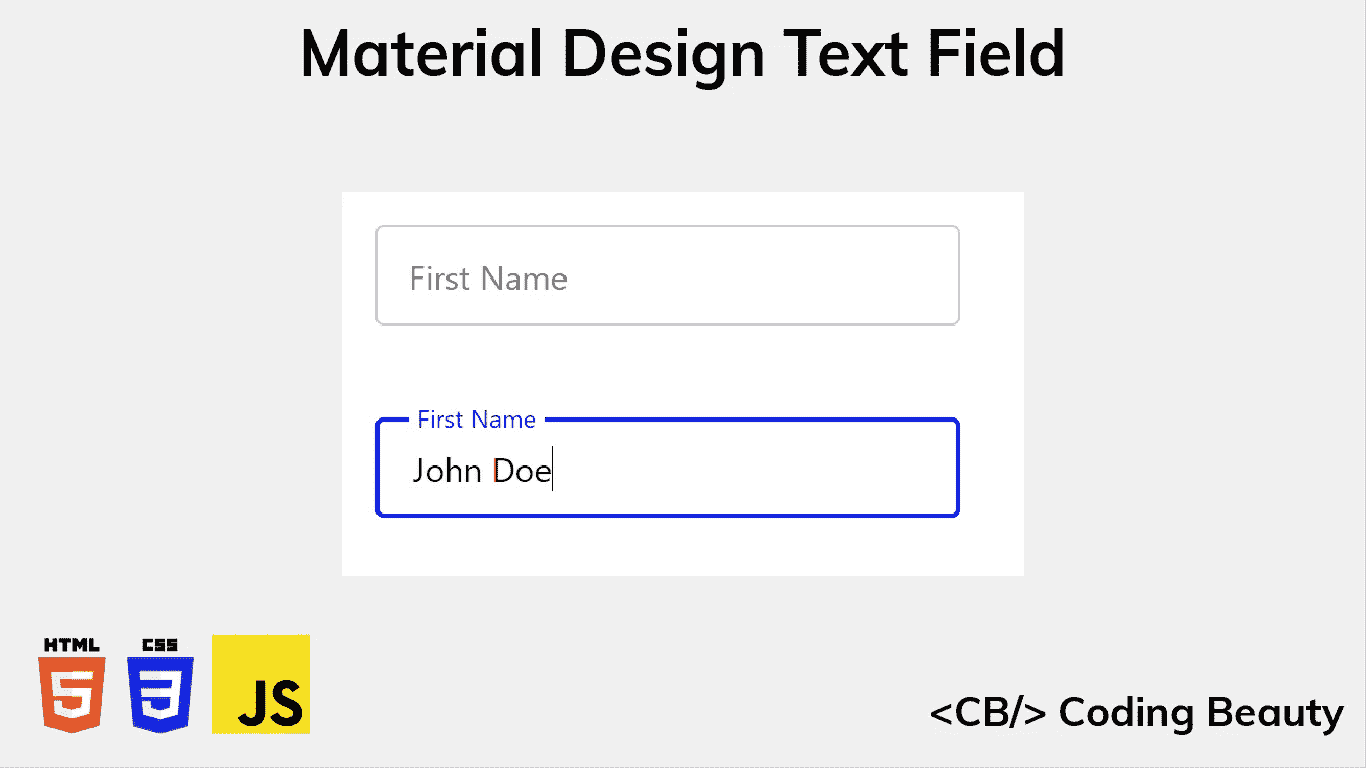 Material Design Text Field
First Name
First Name
John Doe
HTML
5
CSS
3
JS
<CB/> Coding Beauty